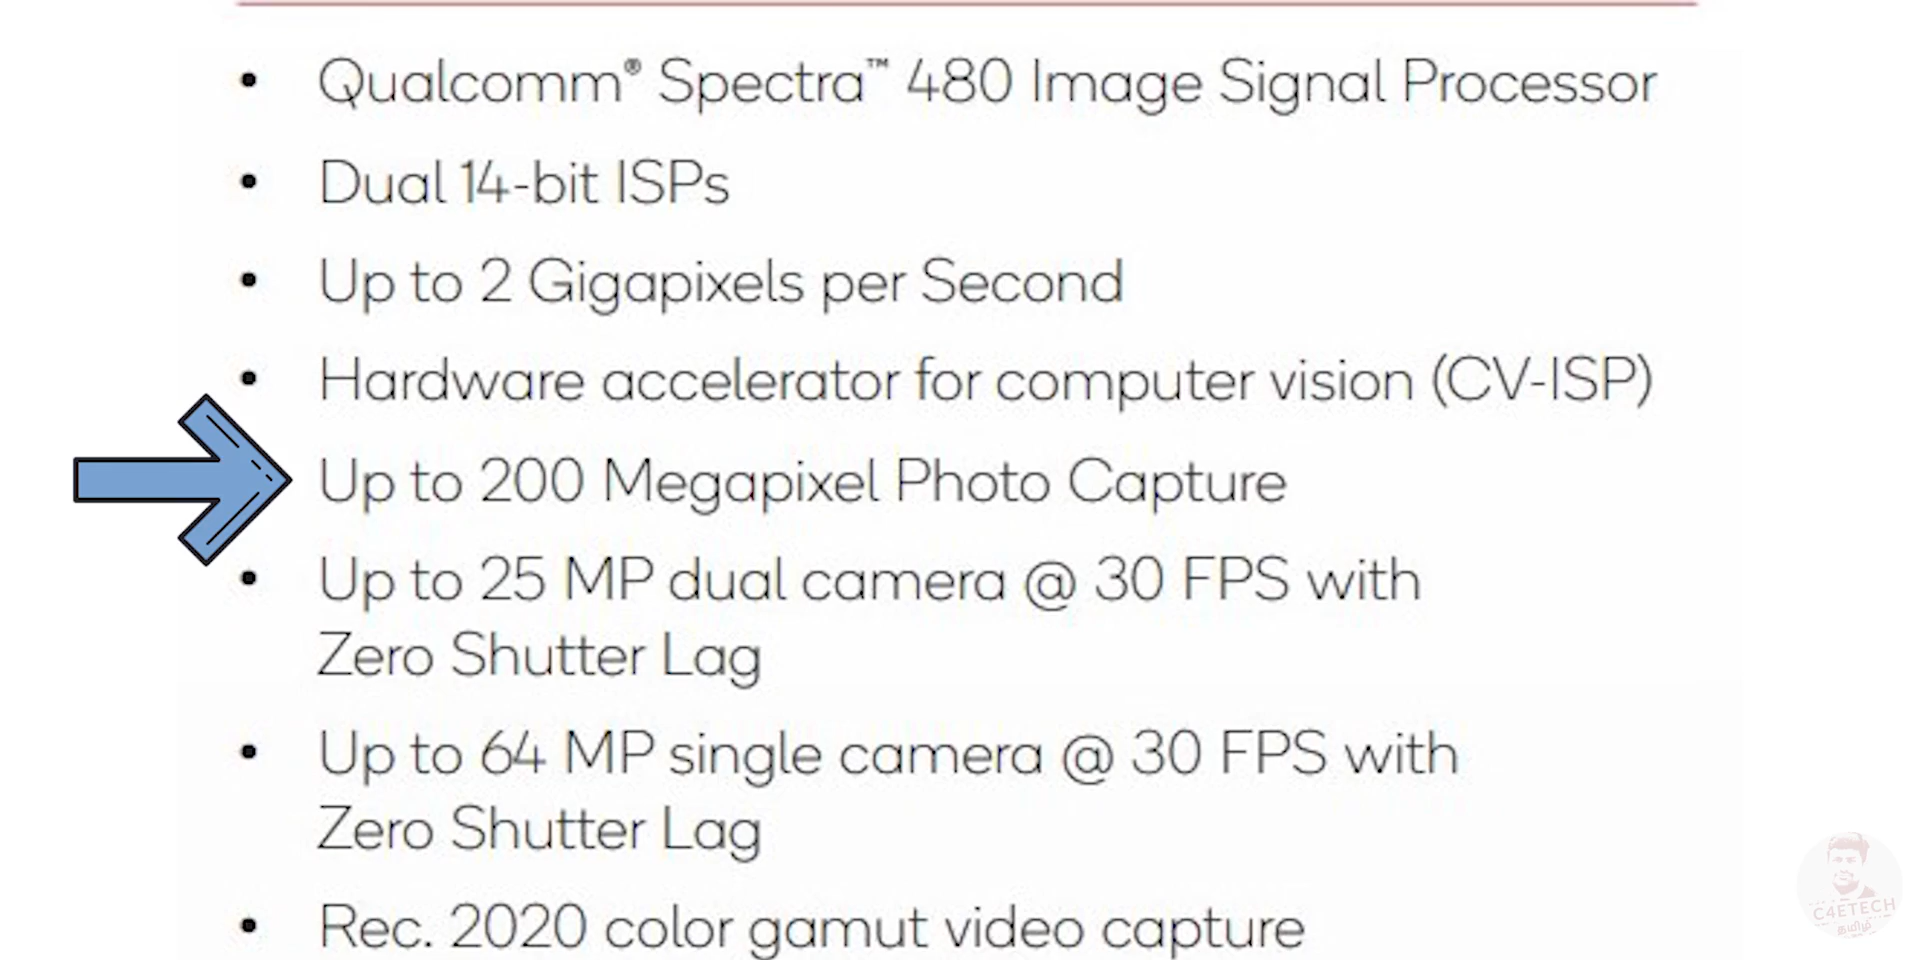 • Qualcomm® Spectra™ 480 Image Signal Processor
• Dual 14-bit ISPs
• Up to 2 Gigapixels per Second
• Hardware accelerator for computer vision (CV-ISP)
Up to 200 Megapixel Photo Capture
• Up to 25 MP dual camera @ 30 FPS with
Zero Shutter Lag
• Up to 64 MP single camera @ 30 FPS with
Zero Shutter Lag
• Rec. 2020 color gamut video capture
C4ETECH
தமிழ்